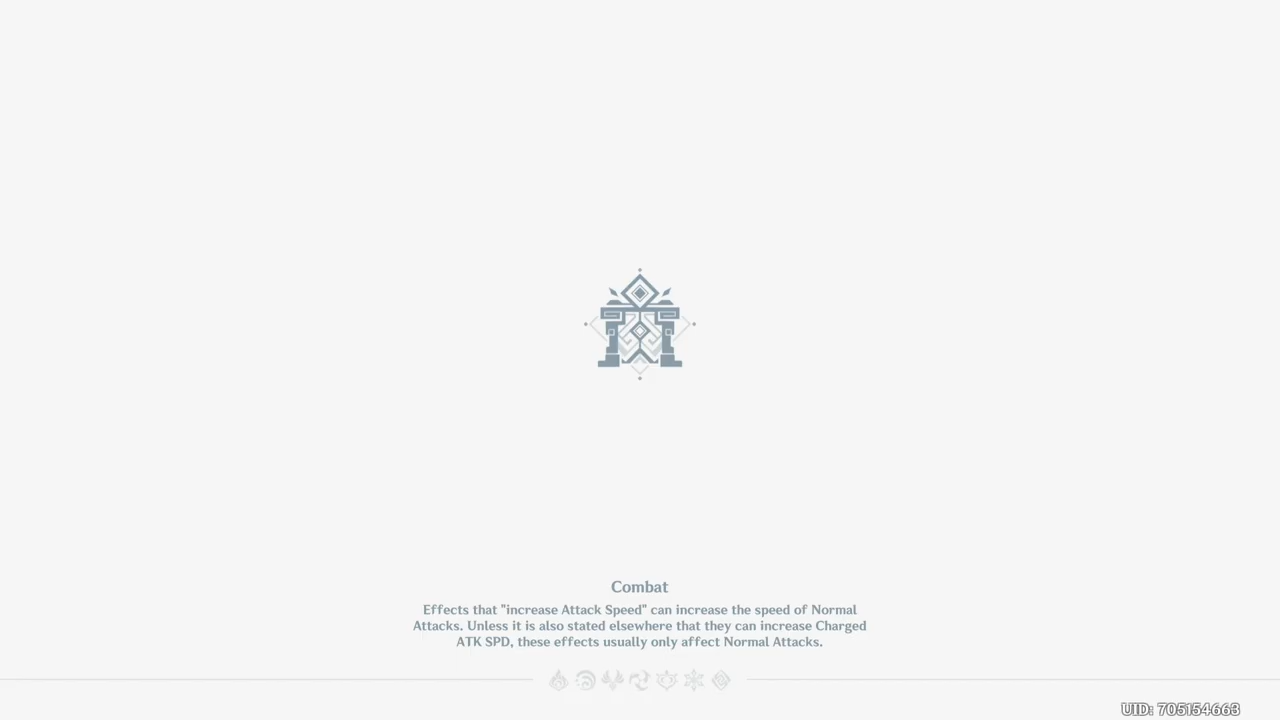 Combat
Effects that "increase Attack Speed" can increase the speed of Normal
Attacks. Unless it is also stated elsewhere that they can increase Charged
ATK SPD, these effects usually only affect Normal Attacks.
UID: 705154663